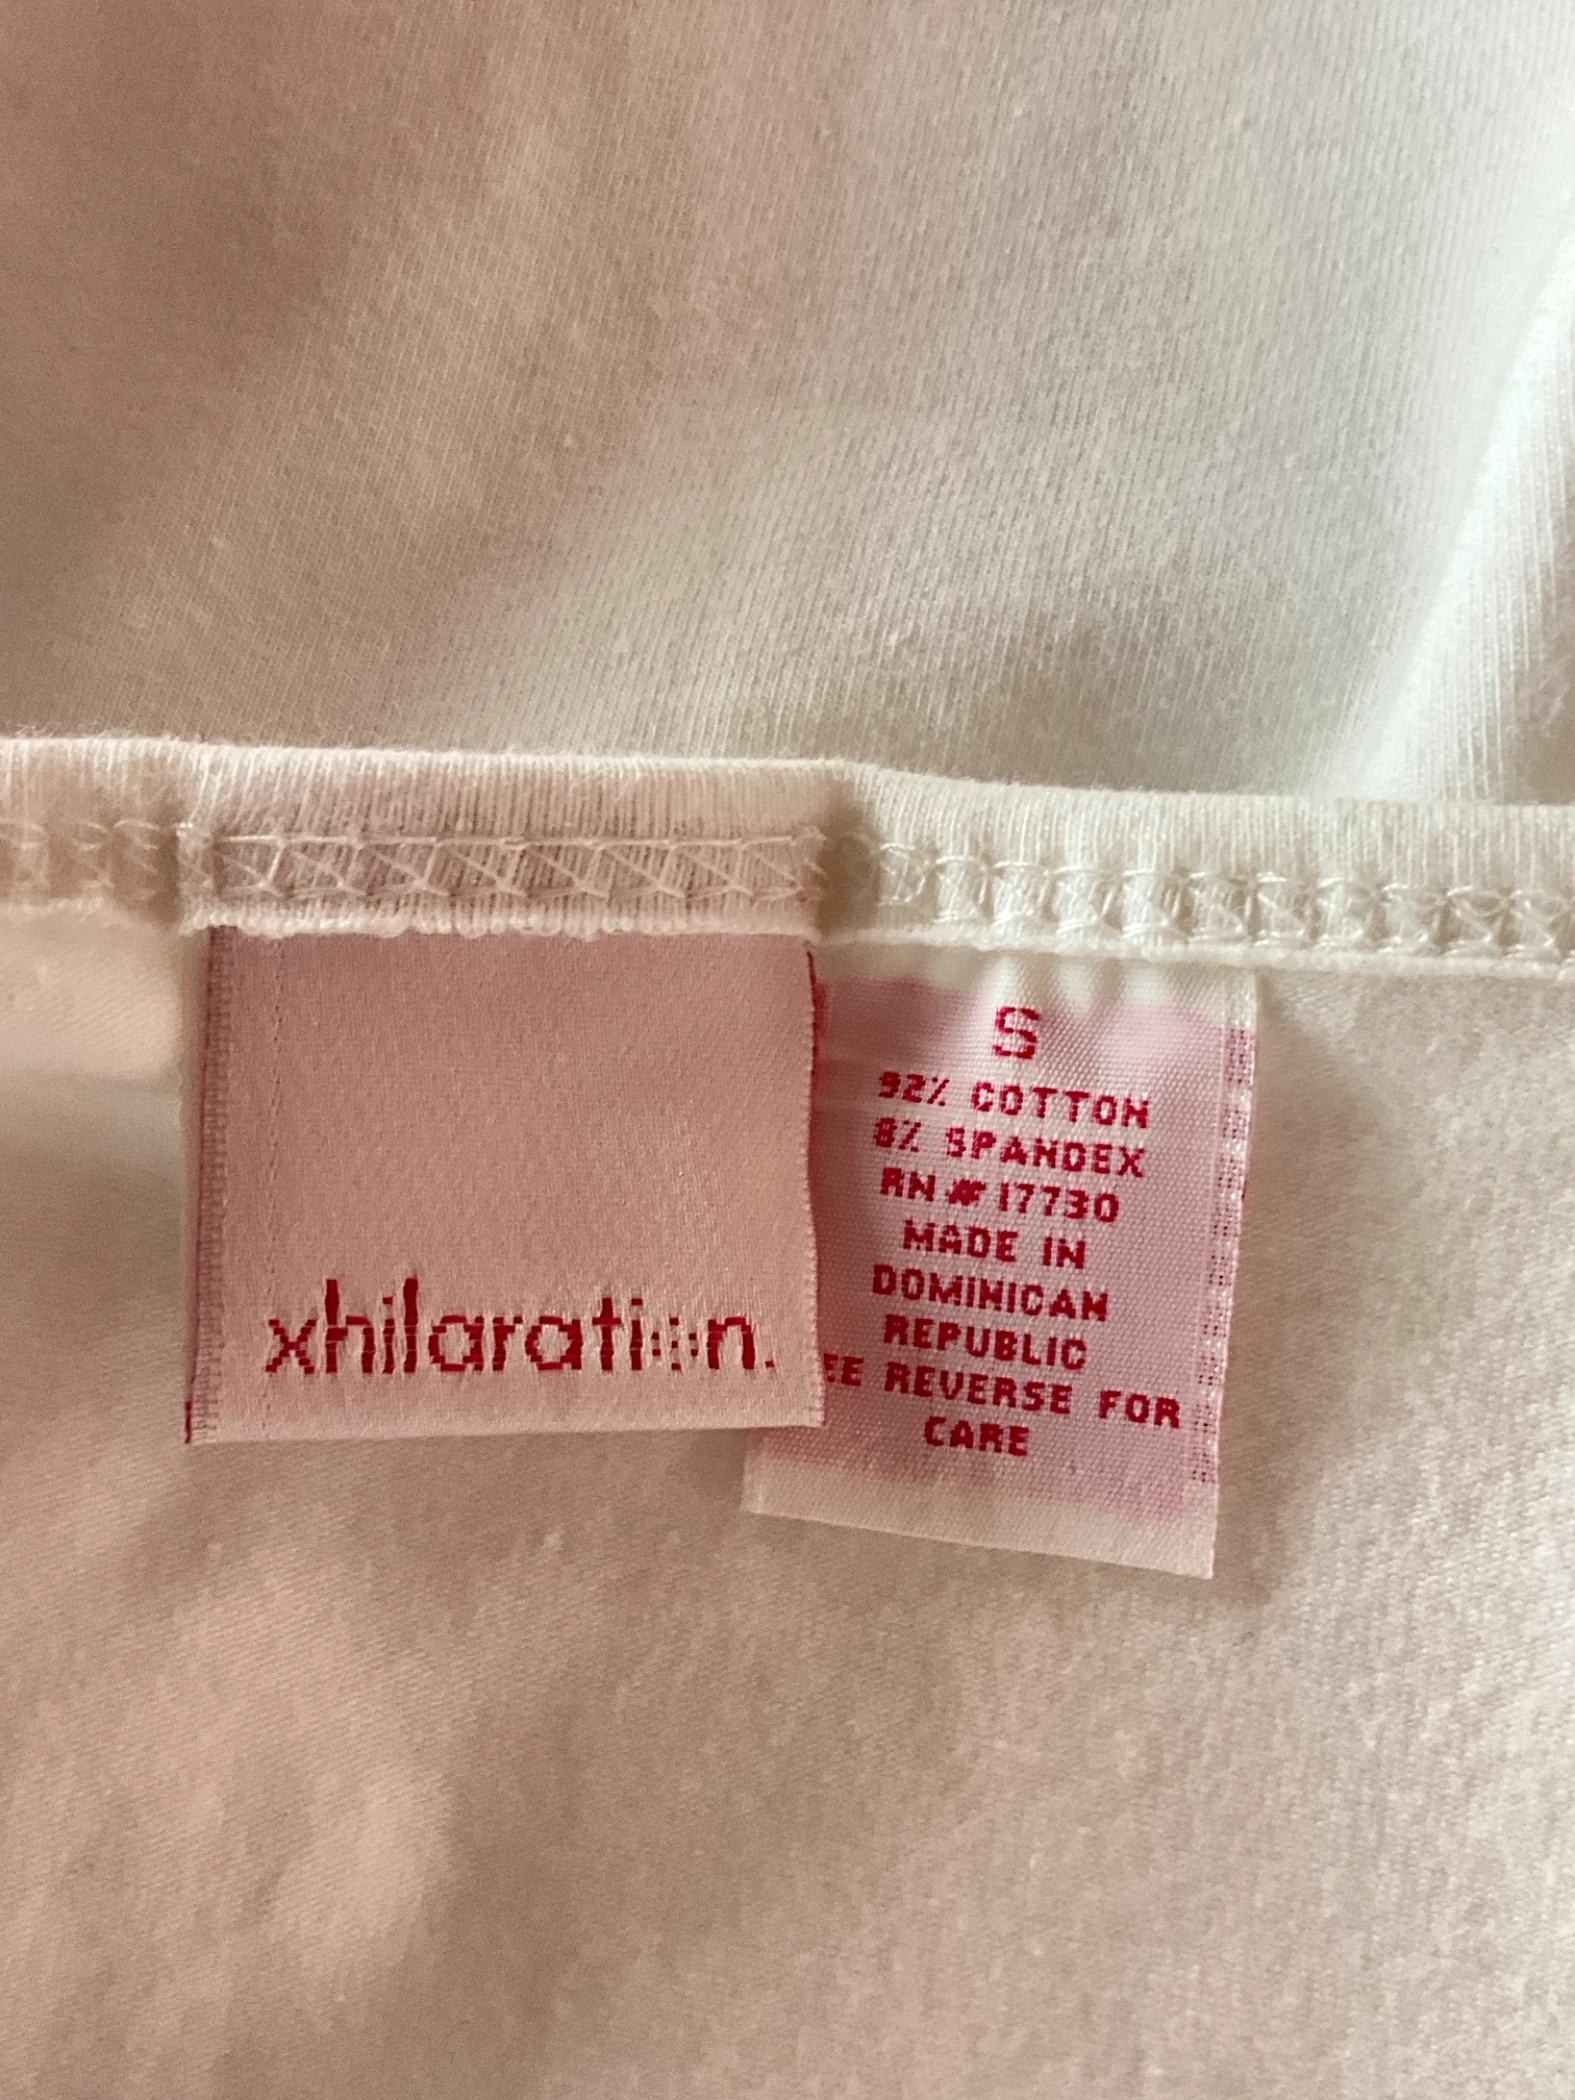 xhilaration.
S
92% COTTON
8% SPANDEX
RN # 17730
MADE IN
DOMINICAN
REPUBLIC
EE REVERSE FOR
CARE